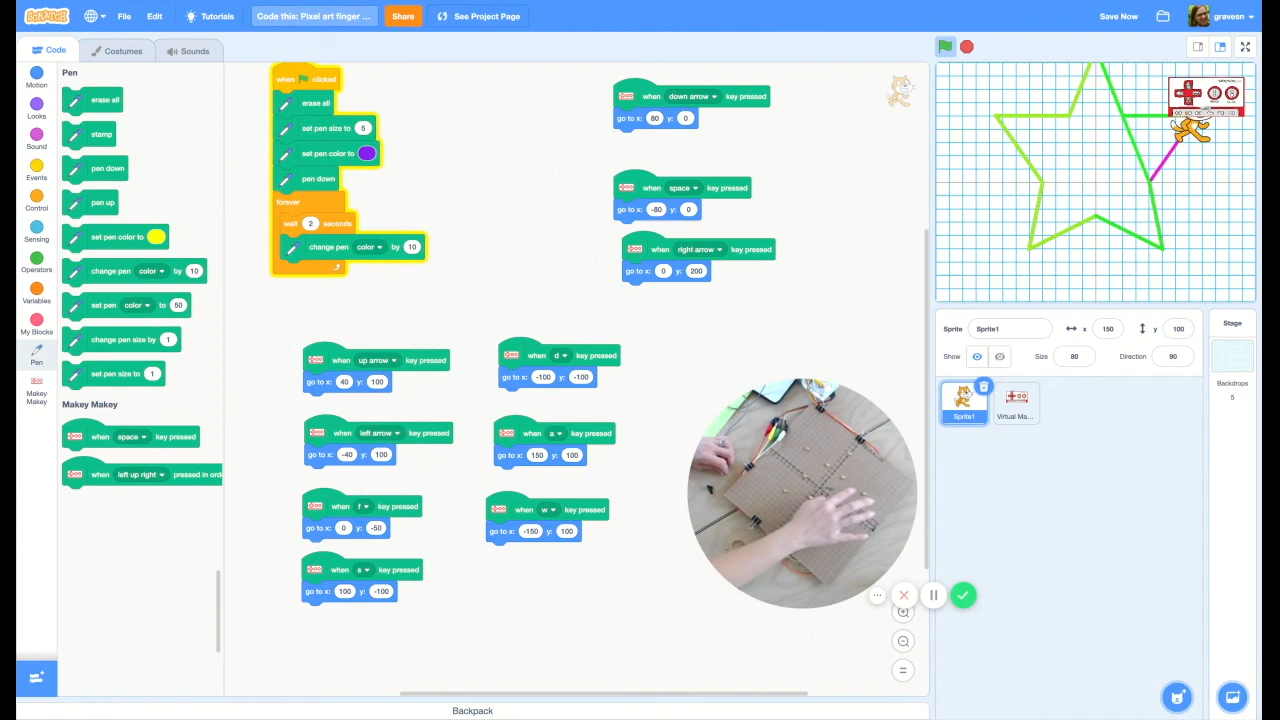 SCRATCH File Edit Tutorials Code this: Pixel art finger ... Share See Project Page Save Now gravesn
Code Costumes Sounds
Motion
Looks
Sound
Events
Control
Sensing
Operators
Variables
My Blocks
Pen
Makey Makey
Pen
erase all
stamp
pen down
pen up
set pen color to
change pen color by 10
set pen color to 50
change pen size by 1
set pen size to 1
Makey Makey
when space key pressed
when left up right pressed in orde
when clicked
erase all
set pen size to 5
set pen color to
pen down
forever
wait 2 seconds
change pen color by 10
when down arrow key pressed
go to x: 80 y: 0
when space key pressed
go to x: -80 y: 0
when right arrow key pressed
go to x: 0 y: 200
when up arrow key pressed
go to x: 40 y: 100
when d key pressed
go to x: -100 y: -100
when left arrow key pressed
go to x: -40 y: 100
when a key pressed
go to x: 150 y: 100
when f key pressed
go to x: 0 y: -50
when w key pressed
go to x: -150 y: 100
when s key pressed
go to x: 100 y: -100
Sprite Sprite1 x 150 y 100
Show Size 80 Direction 90
Sprite1
Virtual Ma...
Stage
Backdrops
5
Backpack